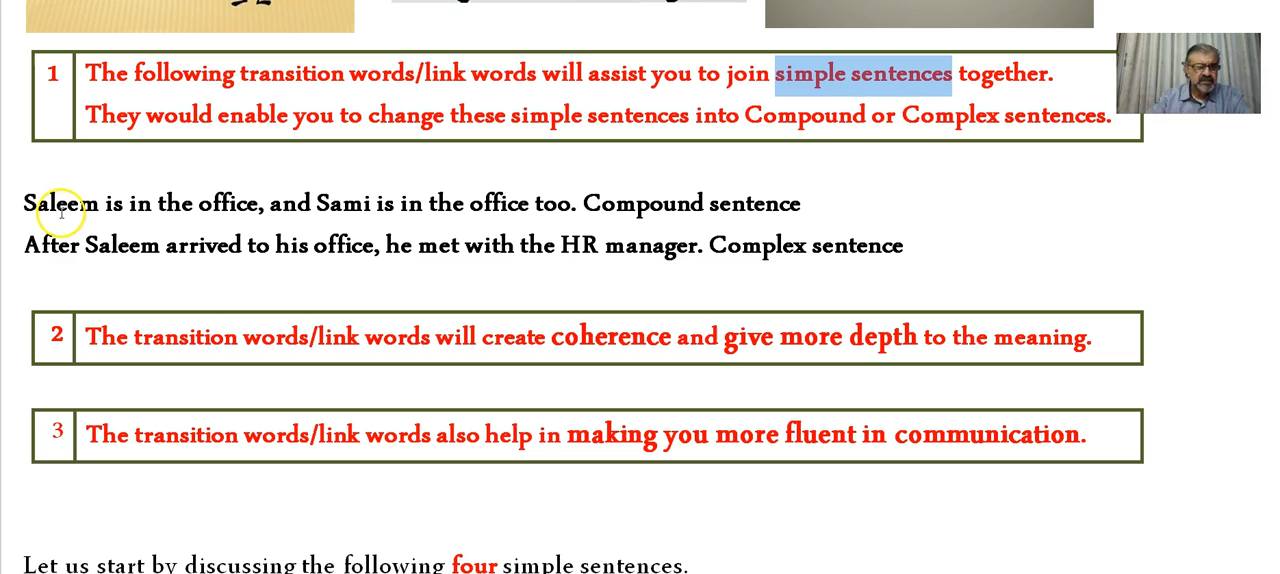 1 The following transition words/link words will assist you to join simple sentences together.
They would enable you to change these simple sentences into Compound or Complex sentences.
Saleem is in the office, and Sami is in the office too. Compound sentence
After Saleem arrived to his office, he met with the HR manager. Complex sentence
2 The transition words/link words will create coherence and give more depth to the meaning.
3 The transition words/link words also help in making you more fluent in communication.
Let us start by discussing the following four simple sentences.